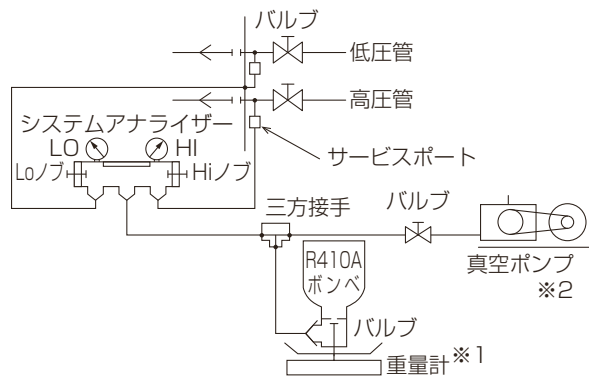 バルブ
低圧管
高圧管
システムアナライザー
LO
HI
サービスポート
Loノブ
Hiノブ
三方接手
バルブ
R410A
ボンベ
真空ポンプ
※2
バルブ
重量計※1